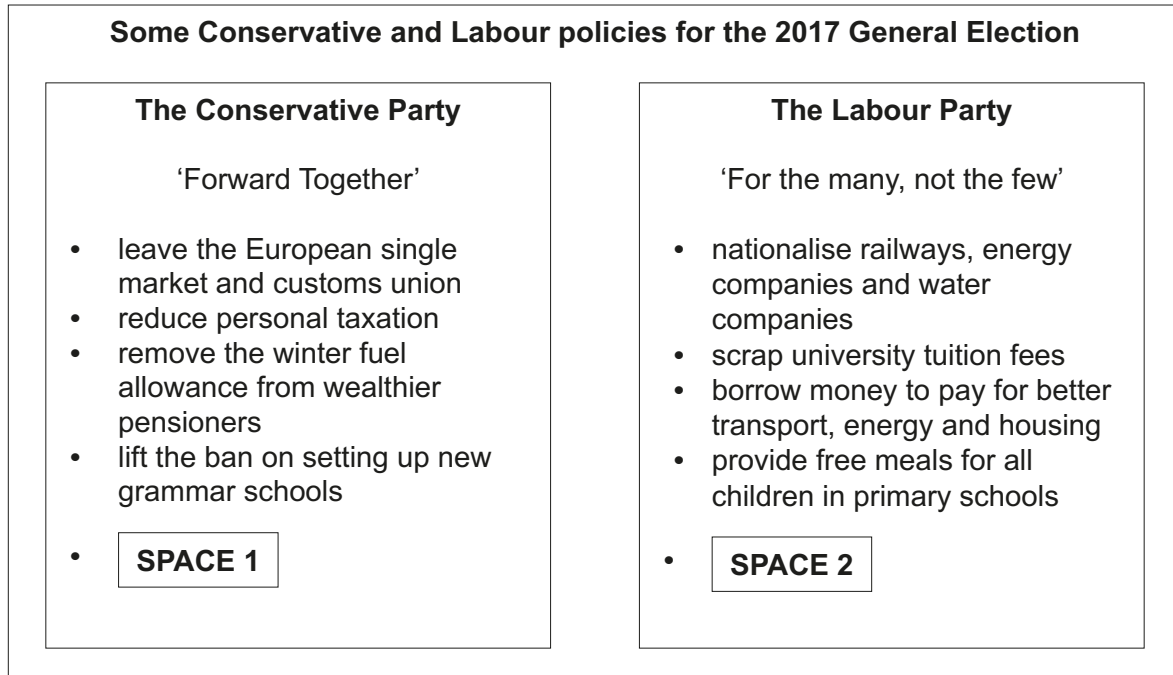 Some Conservative and Labour policies for the 2017 General Election
The Conservative Party
‘Forward Together’
• leave the European single
market and customs union
• reduce personal taxation
• remove the winter fuel
allowance from wealthier
pensioners
• lift the ban on setting up new
grammar schools
• SPACE 1
The Labour Party
‘For the many, not the few’
• nationalise railways, energy
companies and water
companies
• scrap university tuition fees
• borrow money to pay for better
transport, energy and housing
• provide free meals for all
children in primary schools
• SPACE 2